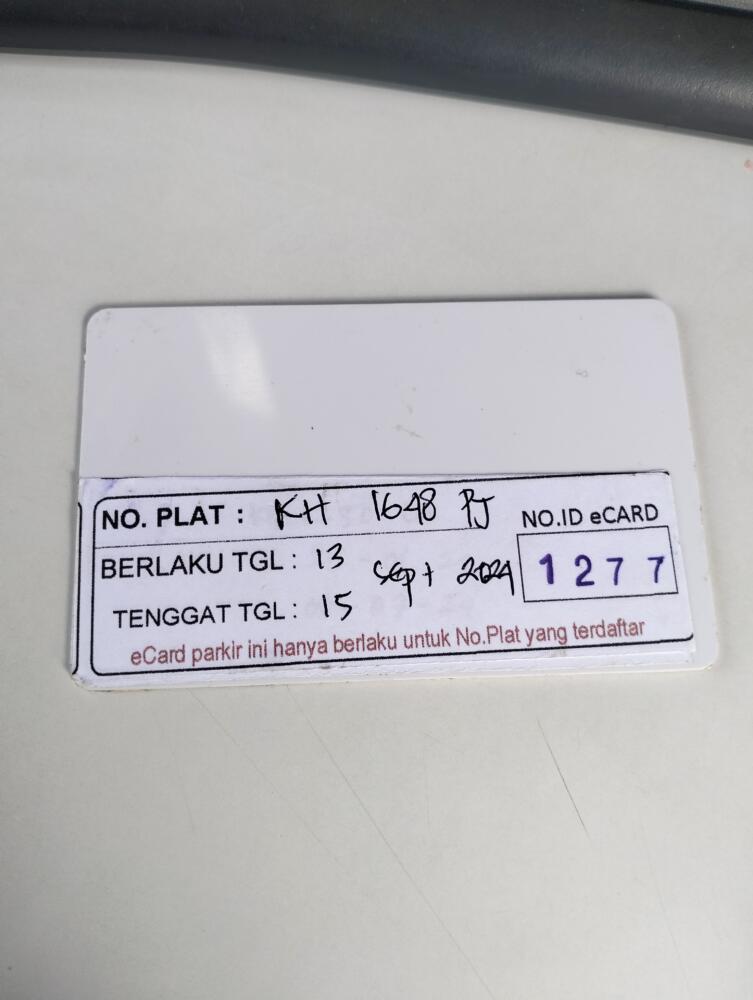 NO. PLAT : KH 1648 PJ
NO.ID eCARD
BERLAKU TGL : 13 Sept 2024
1277
TENGGAT TGL : 15
eCard parkir ini hanya berlaku untuk No.Plat yang terdaftar